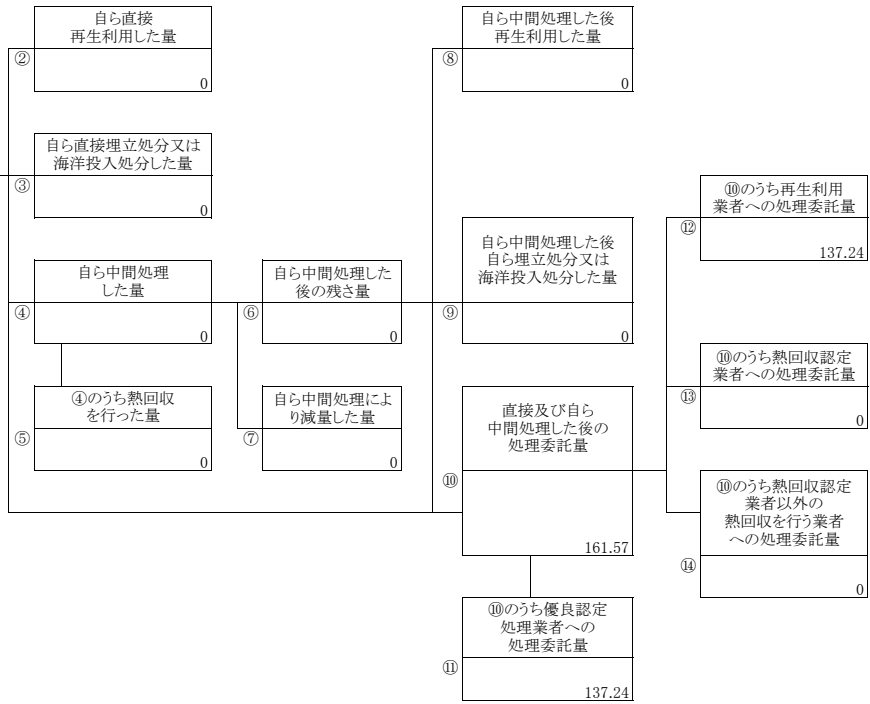 自ら直接
再生利用した量
②
0
自ら直接埋立処分又は
海洋投入処分した量
③
0
自ら中間処理
した量
④
0
④のうち熱回収
を行った量
⑤
0
自ら中間処理した
後の残さ量
⑥
0
自ら中間処理によ
り減量した量
⑦
0
自ら中間処理した後
再生利用した量
⑧
0
自ら中間処理した後
自ら埋立処分又は
海洋投入処分した量
⑨
0
直接及び自ら
中間処理した後の
処理委託量
⑩
161.57
⑩のうち優良認定
処理業者への
処理委託量
⑪
137.24
⑩のうち再生利用
業者への処理委託量
⑫
137.24
⑩のうち熱回収認定
業者への処理委託量
⑬
0
⑩のうち熱回収認定
業者以外の
熱回収を行う業者
への処理委託量
⑭
0